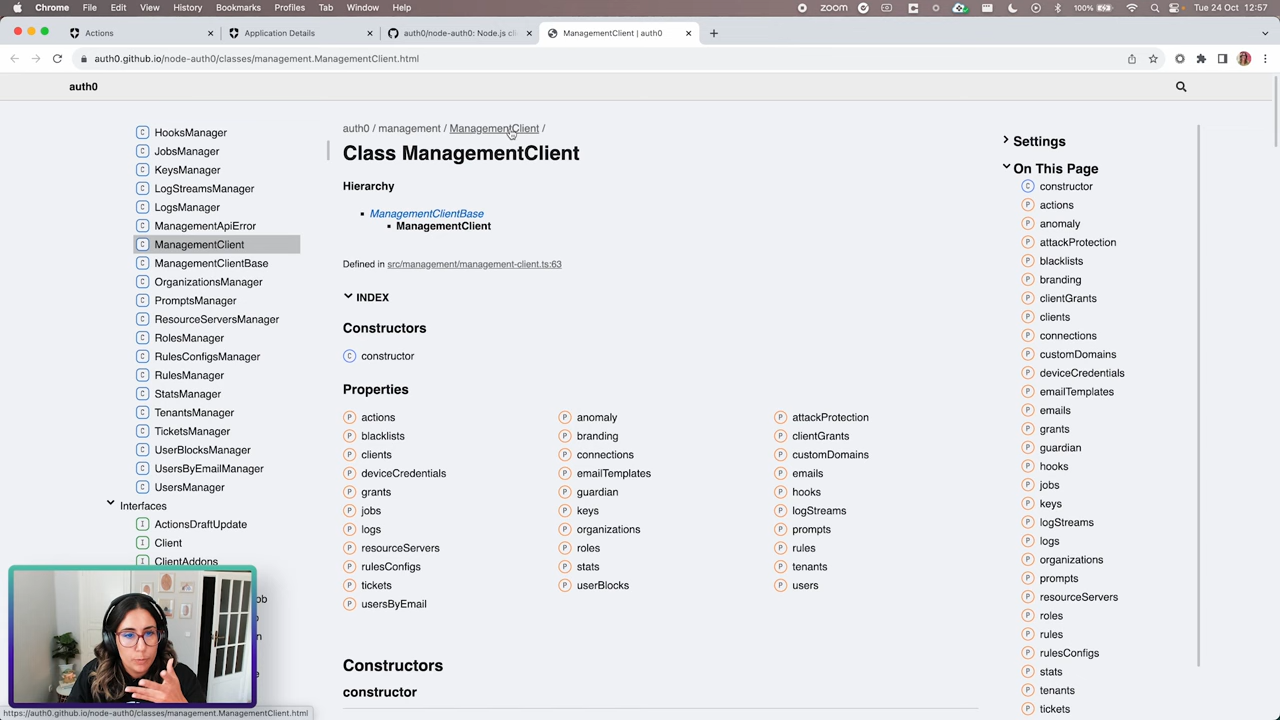 Chrome File Edit View History Bookmarks Profiles Tab Window Help ZOOM 100% Tue 24 Oct 12:57
Actions
Application Details
auth0/node-auth0: Node.js cli
ManagementClient | auth0
auth0.github.io/node-auth0/classes/management.ManagementClient.html
auth0
HooksManager
JobsManager
KeysManager
LogStreamsManager
LogsManager
ManagementApiError
ManagementClient
ManagementClientBase
OrganizationsManager
PromptsManager
ResourceServersManager
RolesManager
RulesConfigsManager
RulesManager
StatsManager
TenantsManager
TicketsManager
UserBlocksManager
UsersByEmailManager
UsersManager
Interfaces
ActionsDraftUpdate
Client
ClientAddons
auth0 / management / ManagementClient /
Class ManagementClient
Hierarchy
ManagementClientBase
ManagementClient
Defined in src/management/management-client.ts:63
INDEX
Constructors
C constructor
Properties
P actions P anomaly P attackProtection
P blacklists P branding P clientGrants
P clients P connections P customDomains
P deviceCredentials P emailTemplates P emails
P grants P guardian P hooks
P jobs P keys P logStreams
P logs P organizations P prompts
P resourceServers P roles P rules
P rulesConfigs P stats P tenants
P tickets P userBlocks P users
P usersByEmail
Constructors
constructor
Settings
On This Page
C constructor
P actions
P anomaly
P attackProtection
P blacklists
P branding
P clientGrants
P clients
P connections
P customDomains
P deviceCredentials
P emailTemplates
P emails
P grants
P guardian
P hooks
P jobs
P keys
P logStreams
P logs
P organizations
P prompts
P resourceServers
P roles
P rules
P rulesConfigs
P stats
P tenants
P tickets
https://auth0.github.io/node-auth0/classes/management.ManagementClient.html